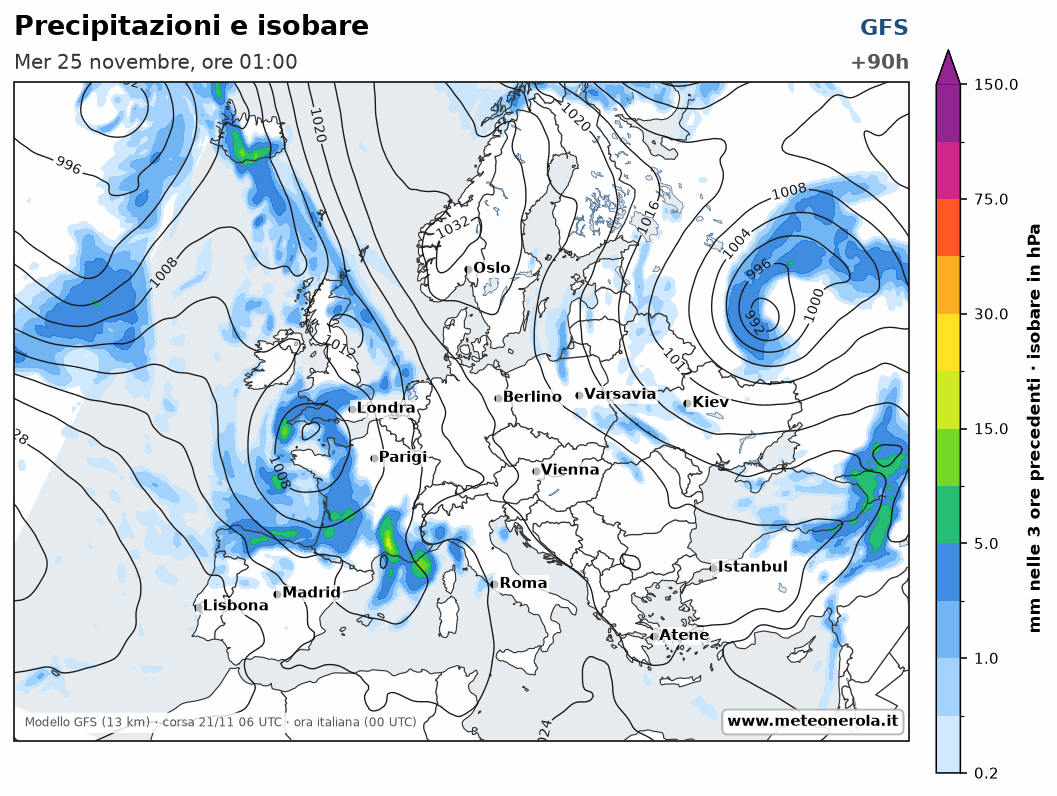 Precipitazioni e isobare
GFS
Mer 25 novembre, ore 01:00
+90h
150.0
75.0
30.0
15.0
5.0
1.0
0.2
mm nelle 3 ore precedenti · isobare in hPa
996
1020
1020
1008
1032
1016
1008
1004
996
1000
992
1008
1008
28
1024
Oslo
Berlino
Varsavia
Kiev
Londra
Parigi
Vienna
Istanbul
Roma
Madrid
Lisbona
Atene
Modello GFS (13 km) · corsa 21/11 06 UTC · ora italiana (00 UTC)
www.meteonerola.it